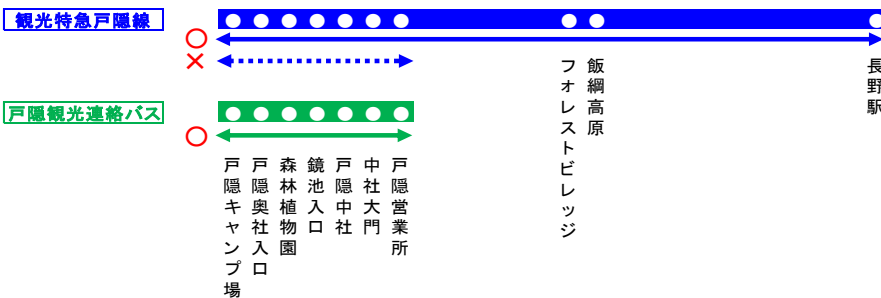 観光特急戸隠線
○
×
フォレストビレッジ
飯綱高原
長野駅
戸隠観光連絡バス
○
戸隠キャンプ場
戸隠奥社入口
森林植物園
鏡池入口
戸隠中社
中社大門
戸隠営業所